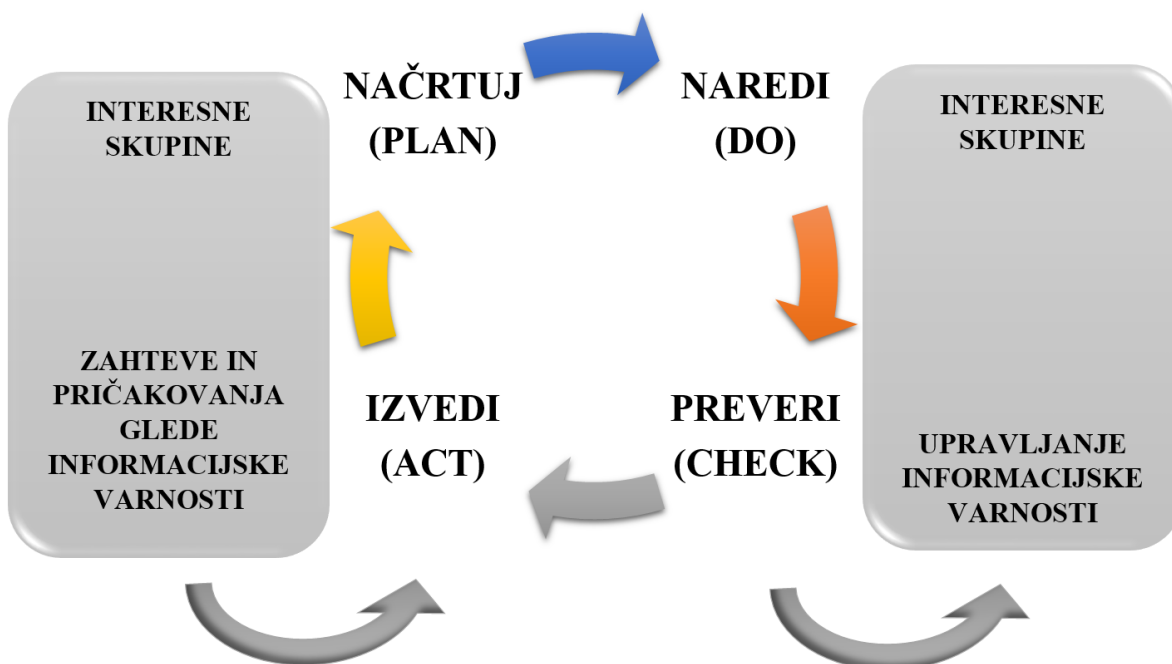 INTERESNE
SKUPINE
ZAHTEVE IN
PRIČAKOVANJA
GLEDE
INFORMACIJSKE
VARNOSTI
NAČRTUJ
(PLAN)
NAREDI
(DO)
IZVEDI
(ACT)
PREVERI
(CHECK)
INTERESNE
SKUPINE
UPRAVLJANJE
INFORMACIJSKE
VARNOSTI